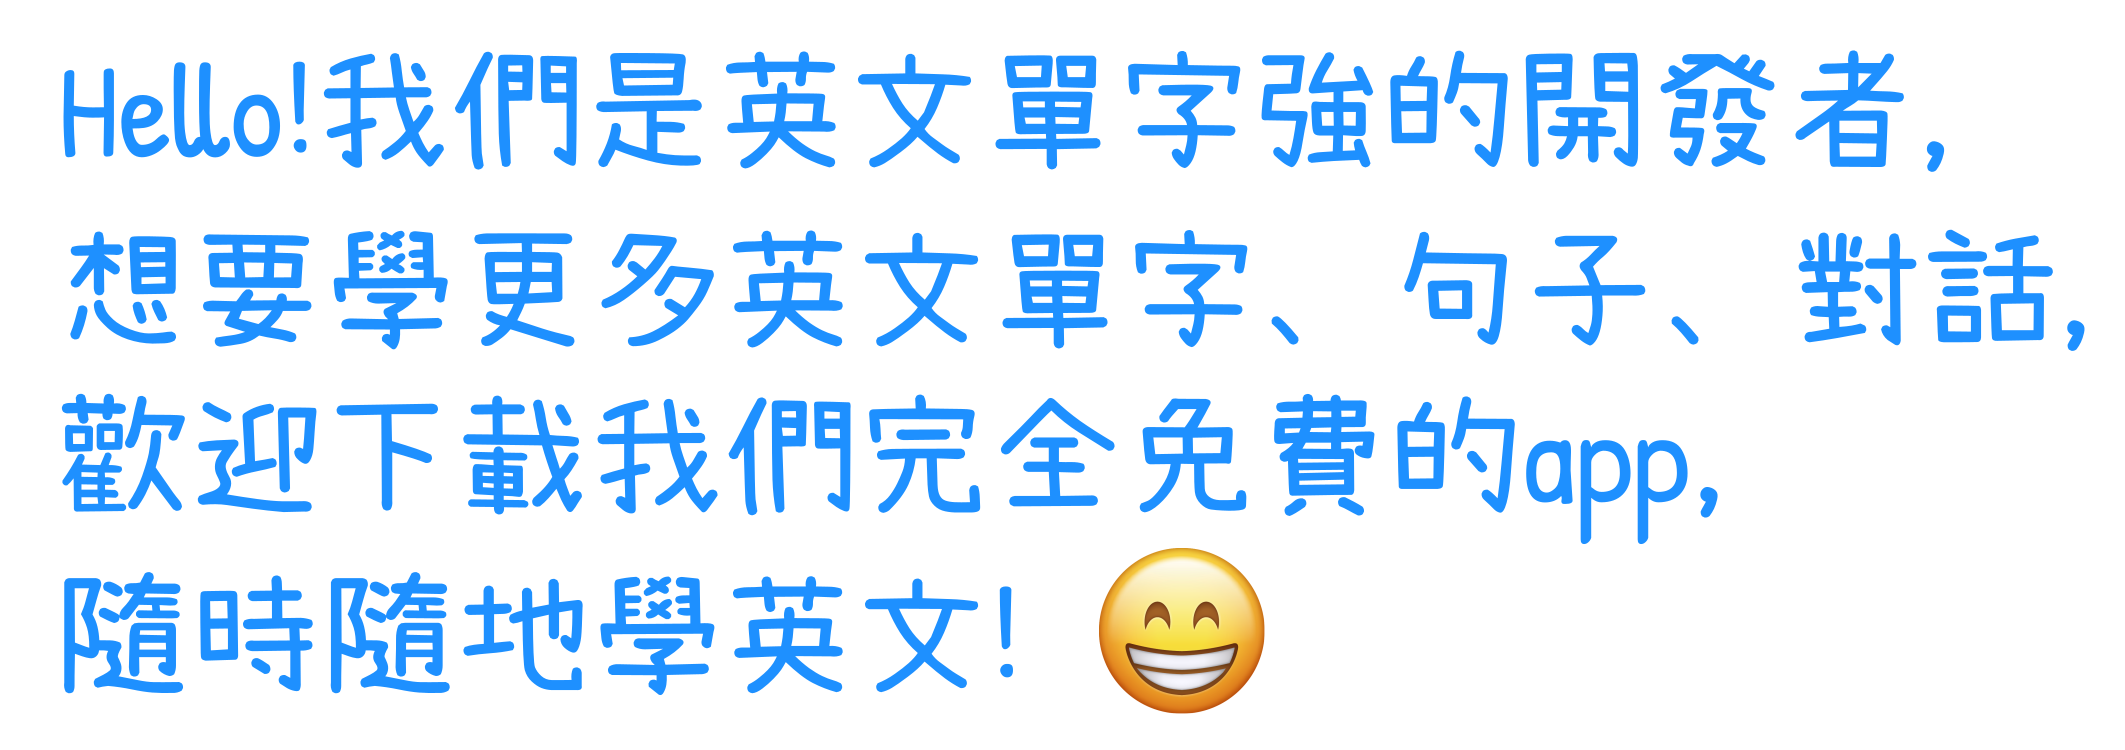 Hello!我們是英文單字強的開發者,
想要學更多英文單字、句子、對話,
歡迎下載我們完全免費的app,
隨時隨地學英文! 😁